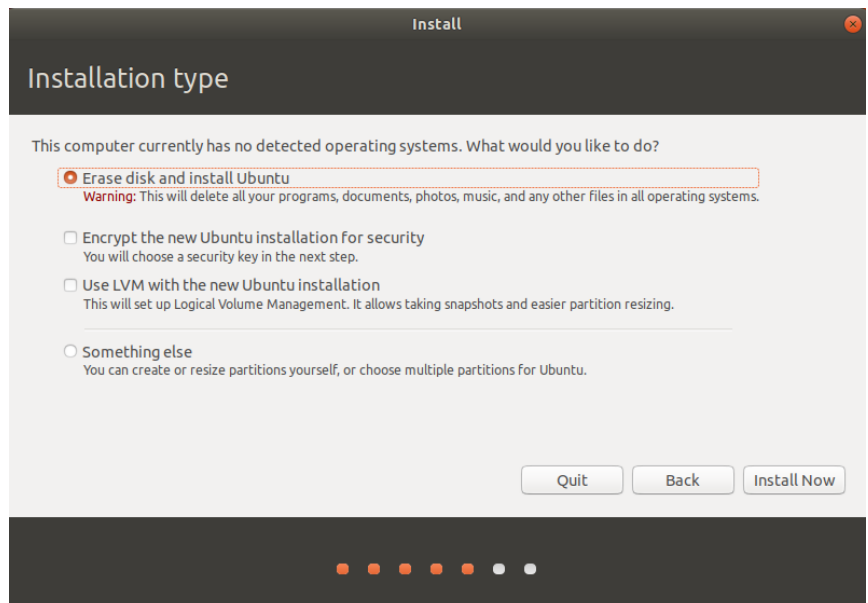 Install
Installation type
This computer currently has no detected operating systems. What would you like to do?
Erase disk and install Ubuntu
Warning: This will delete all your programs, documents, photos, music, and any other files in all operating systems.
Encrypt the new Ubuntu installation for security
You will choose a security key in the next step.
Use LVM with the new Ubuntu installation
This will set up Logical Volume Management. It allows taking snapshots and easier partition resizing.
Something else
You can create or resize partitions yourself, or choose multiple partitions for Ubuntu.
Quit Back Install Now